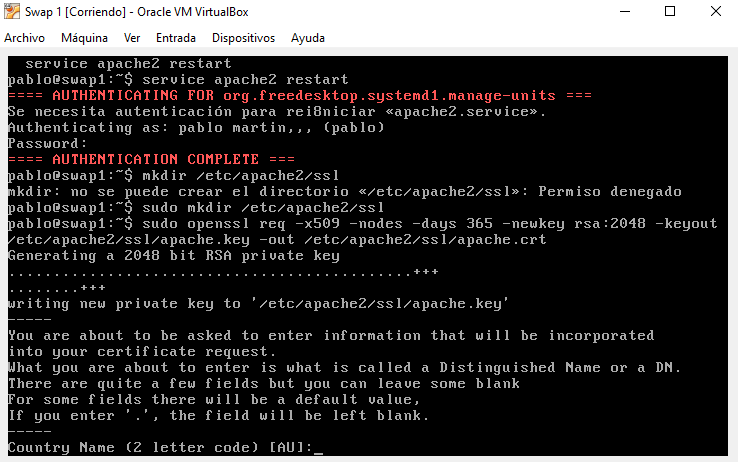 Swap 1 [Corriendo] - Oracle VM VirtualBox
Archivo Máquina Ver Entrada Dispositivos Ayuda
service apache2 restart
pablo@swap1:~$ service apache2 restart
==== AUTHENTICATING FOR org.freedesktop.systemd1.manage-units ===
Se necesita autenticación para rei8niciar «apache2.service».
Authenticating as: pablo martin,,, (pablo)
Password:
==== AUTHENTICATION COMPLETE ===
pablo@swap1:~$ mkdir /etc/apache2/ssl
mkdir: no se puede crear el directorio «/etc/apache2/ssl»: Permiso denegado
pablo@swap1:~$ sudo mkdir /etc/apache2/ssl
pablo@swap1:~$ sudo openssl req -x509 -nodes -days 365 -newkey rsa:2048 -keyout
/etc/apache2/ssl/apache.key -out /etc/apache2/ssl/apache.crt
Generating a 2048 bit RSA private key
.............................................+++
........+++
writing new private key to '/etc/apache2/ssl/apache.key'
-----
You are about to be asked to enter information that will be incorporated
into your certificate request.
What you are about to enter is what is called a Distinguished Name or a DN.
There are quite a few fields but you can leave some blank
For some fields there will be a default value,
If you enter '.', the field will be left blank.
-----
Country Name (2 letter code) [AU]:_